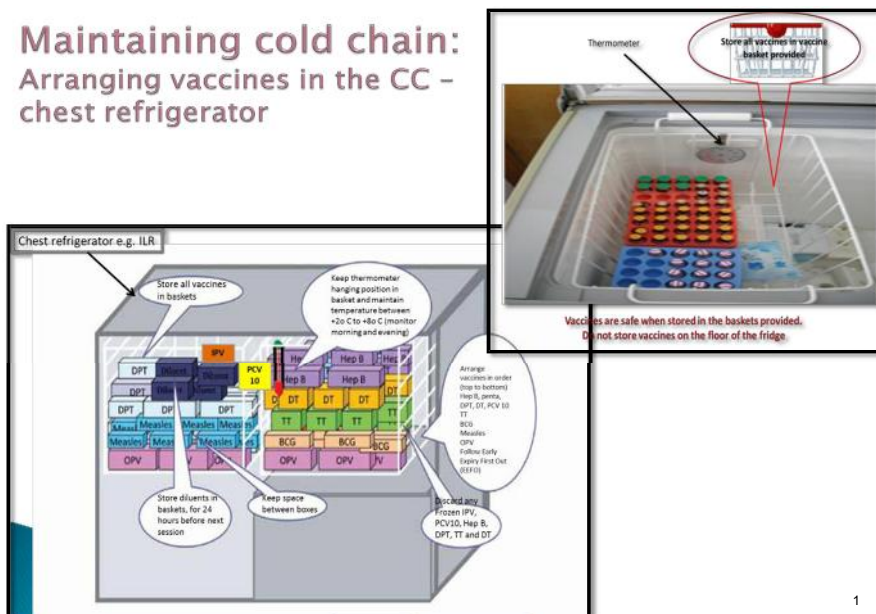 Maintaining cold chain:
Arranging vaccines in the CC –
chest refrigerator
Thermometer
Store all vaccines in vaccine
basket provided
Vaccines are safe when stored in the baskets provided.
Do not store vaccines on the floor of the fridge
Chest refrigerator e.g. ILR
Store all vaccines
in baskets
Keep thermometer
hanging position in
basket and maintain
temperature between
+2o C to +8o C (monitor
morning and evening)
IPV
PCV
10
DPT
Diluent
DPT
DPT
DPT
DPT
Measles
Measles
Measles
Measles
Measles
OPV
OPV
OPV
Hep B
Hep B
Hep B
DT
DT
DT
DT
TT
TT
TT
TT
BCG
BCG
BCG
OPV
OPV
Arrange
vaccines in order
(top to bottom)
Hep B, penta,
DPT, DT, PCV 10
TT
BCG
Measles
OPV
Follow Early
Expiry First Out
(EEFO)
Store diluents in
baskets, for 24
hours before next
session
Keep space
between boxes
Discard any
Frozen IPV,
PCV10, Hep B,
DPT, TT and DT
1